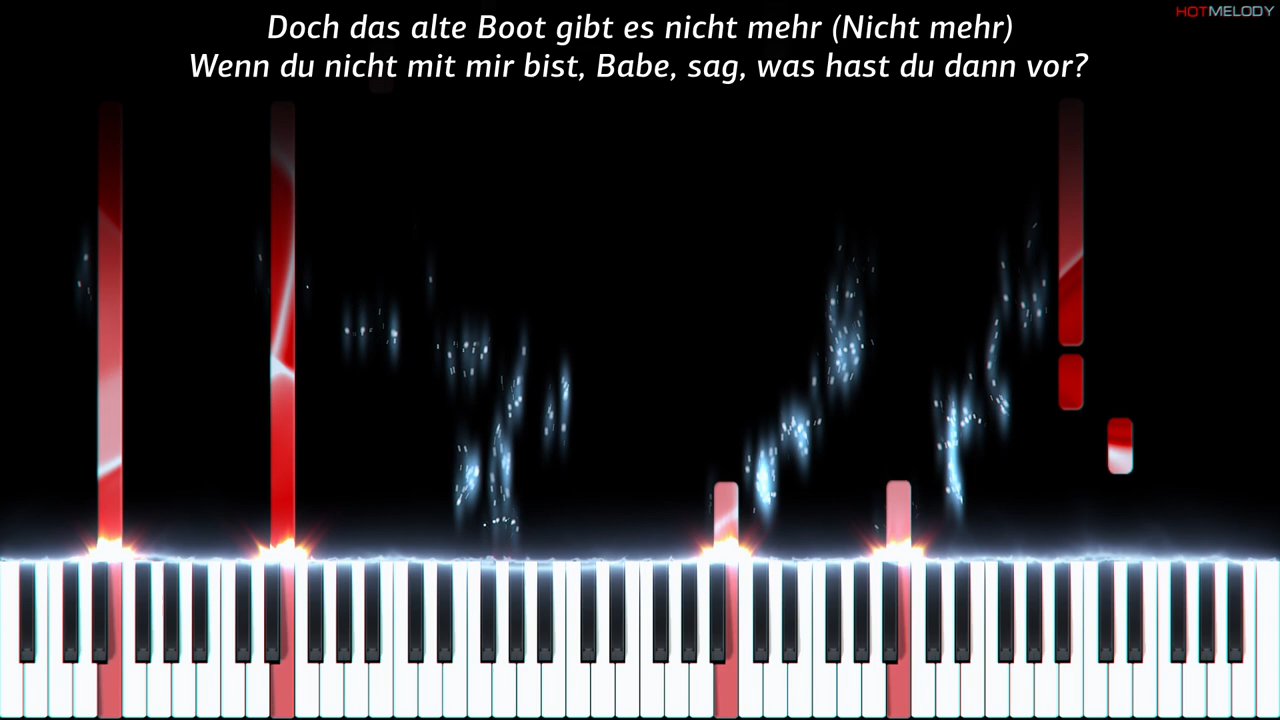 HOTMELODY
Doch das alte Boot gibt es nicht mehr (Nicht mehr)
Wenn du nicht mit mir bist, Babe, sag, was hast du dann vor?